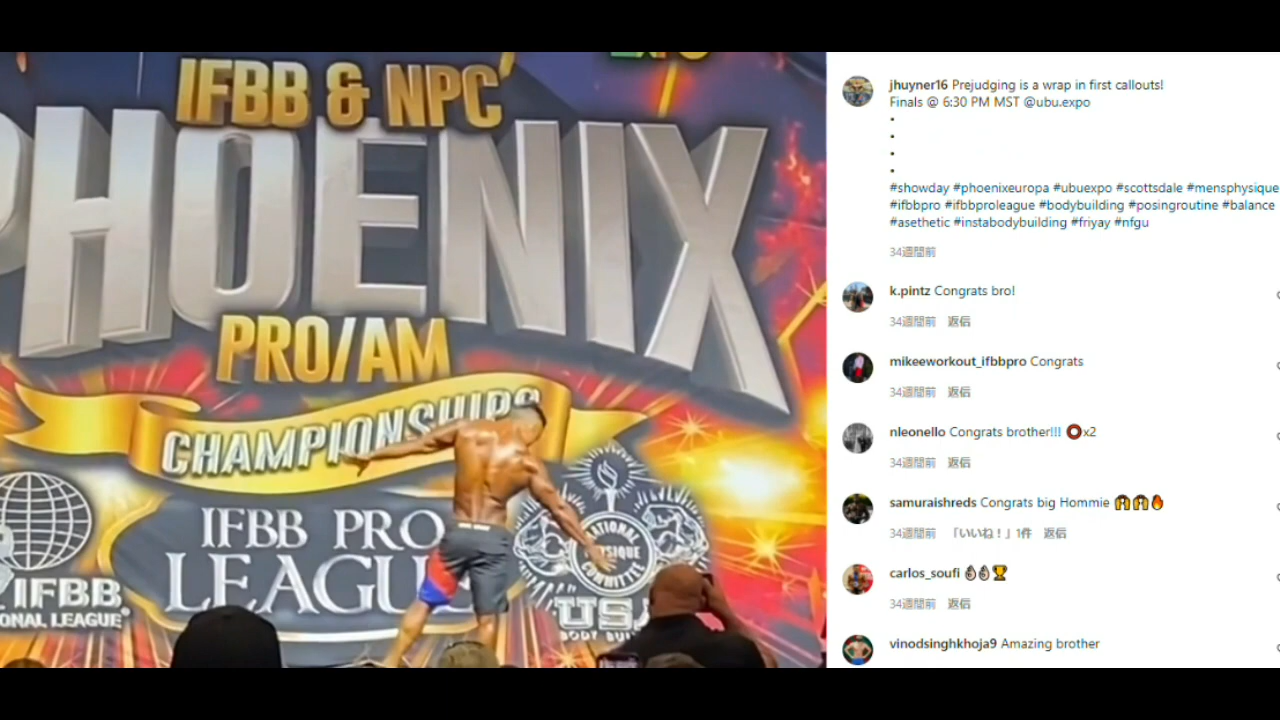 IFBB & NPC
PHOENIX
PRO/AM
CHAMPIONSHIPS
IFBB PRO
LEAGUE
IFBB
ONAL LEAGUE
NATIONAL
PHYSIQUE
COMMITTEE
USA
jhuyner16 Prejudging is a wrap in first callouts!
Finals @ 6:30 PM MST @ubu.expo
•
•
•
•
#showday #phoenixeuropa #ubuexpo #scottsdale #mensphysique
#ifbbpro #ifbbproleague #bodybuilding #posingroutine #balance
#asethetic #instabodybuilding #friyay #nfgu
34週間前
k.pintz Congrats bro!
34週間前 返信
mikeeworkout_ifbbpro Congrats
34週間前 返信
nleonello Congrats brother!!! ⭕x2
34週間前 返信
samuraishreds Congrats big Hommie 🙌🙌🔥
34週間前 「いいね！」1件 返信
carlos_soufi 👌👌🏆
34週間前 返信
vinodsinghkhoja9 Amazing brother